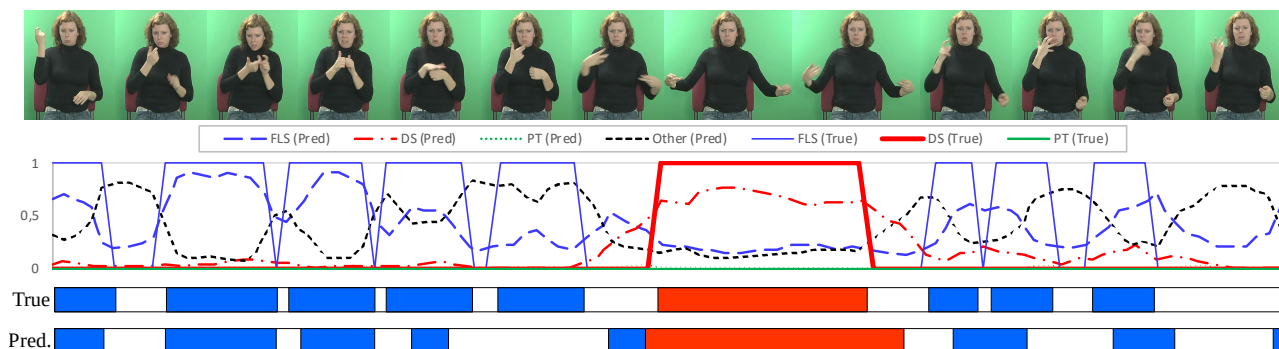 FLS (Pred) DS (Pred) PT (Pred) Other (Pred) FLS (True) DS (True) PT (True)
1
0,5
0
True
Pred.